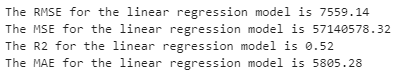 The RMSE for the linear regression model is 7559.14
The MSE for the linear regression model is 57140578.32
The R2 for the linear regression model is 0.52
The MAE for the linear regression model is 5805.28